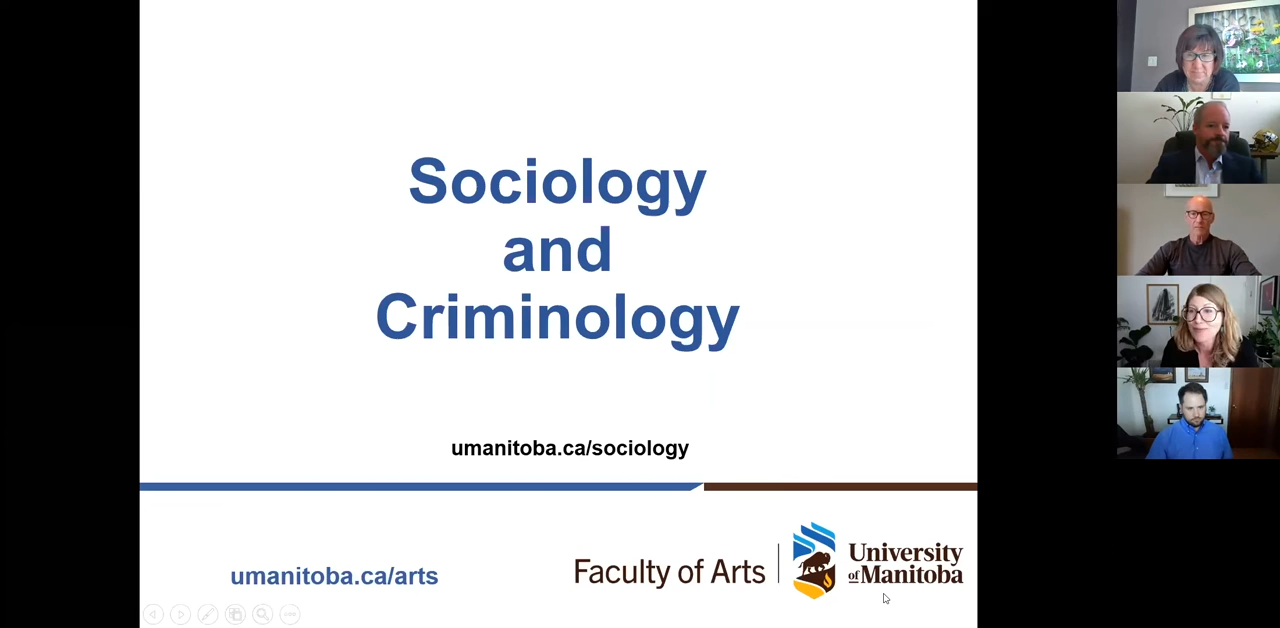 Sociology
and
Criminology
umanitoba.ca/sociology
umanitoba.ca/arts
Faculty of Arts
University
of Manitoba